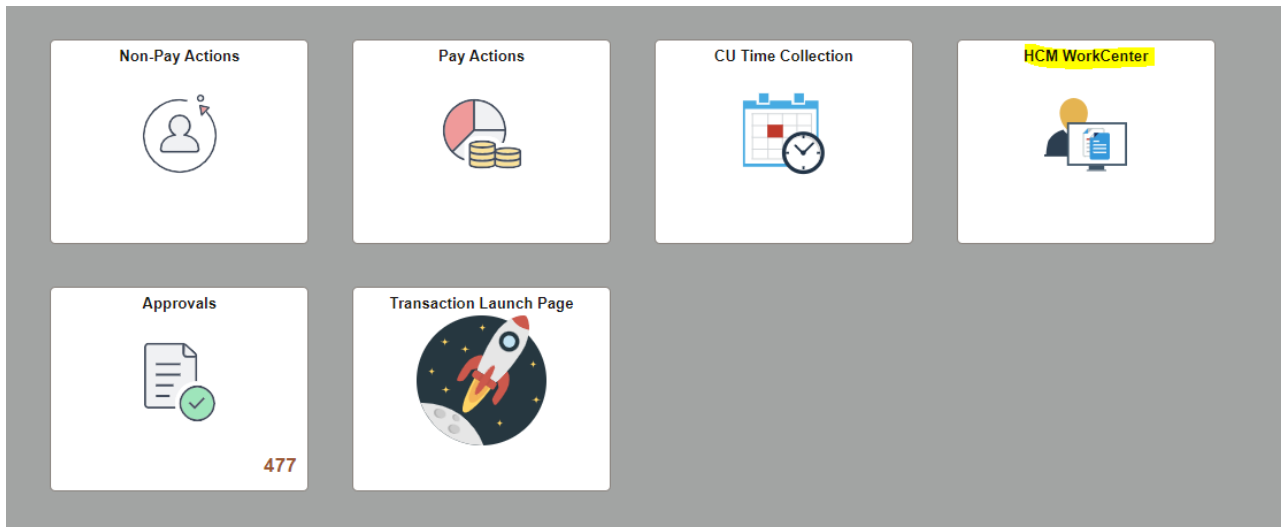 Non-Pay Actions
Pay Actions
CU Time Collection
HCM WorkCenter
Approvals
477
Transaction Launch Page